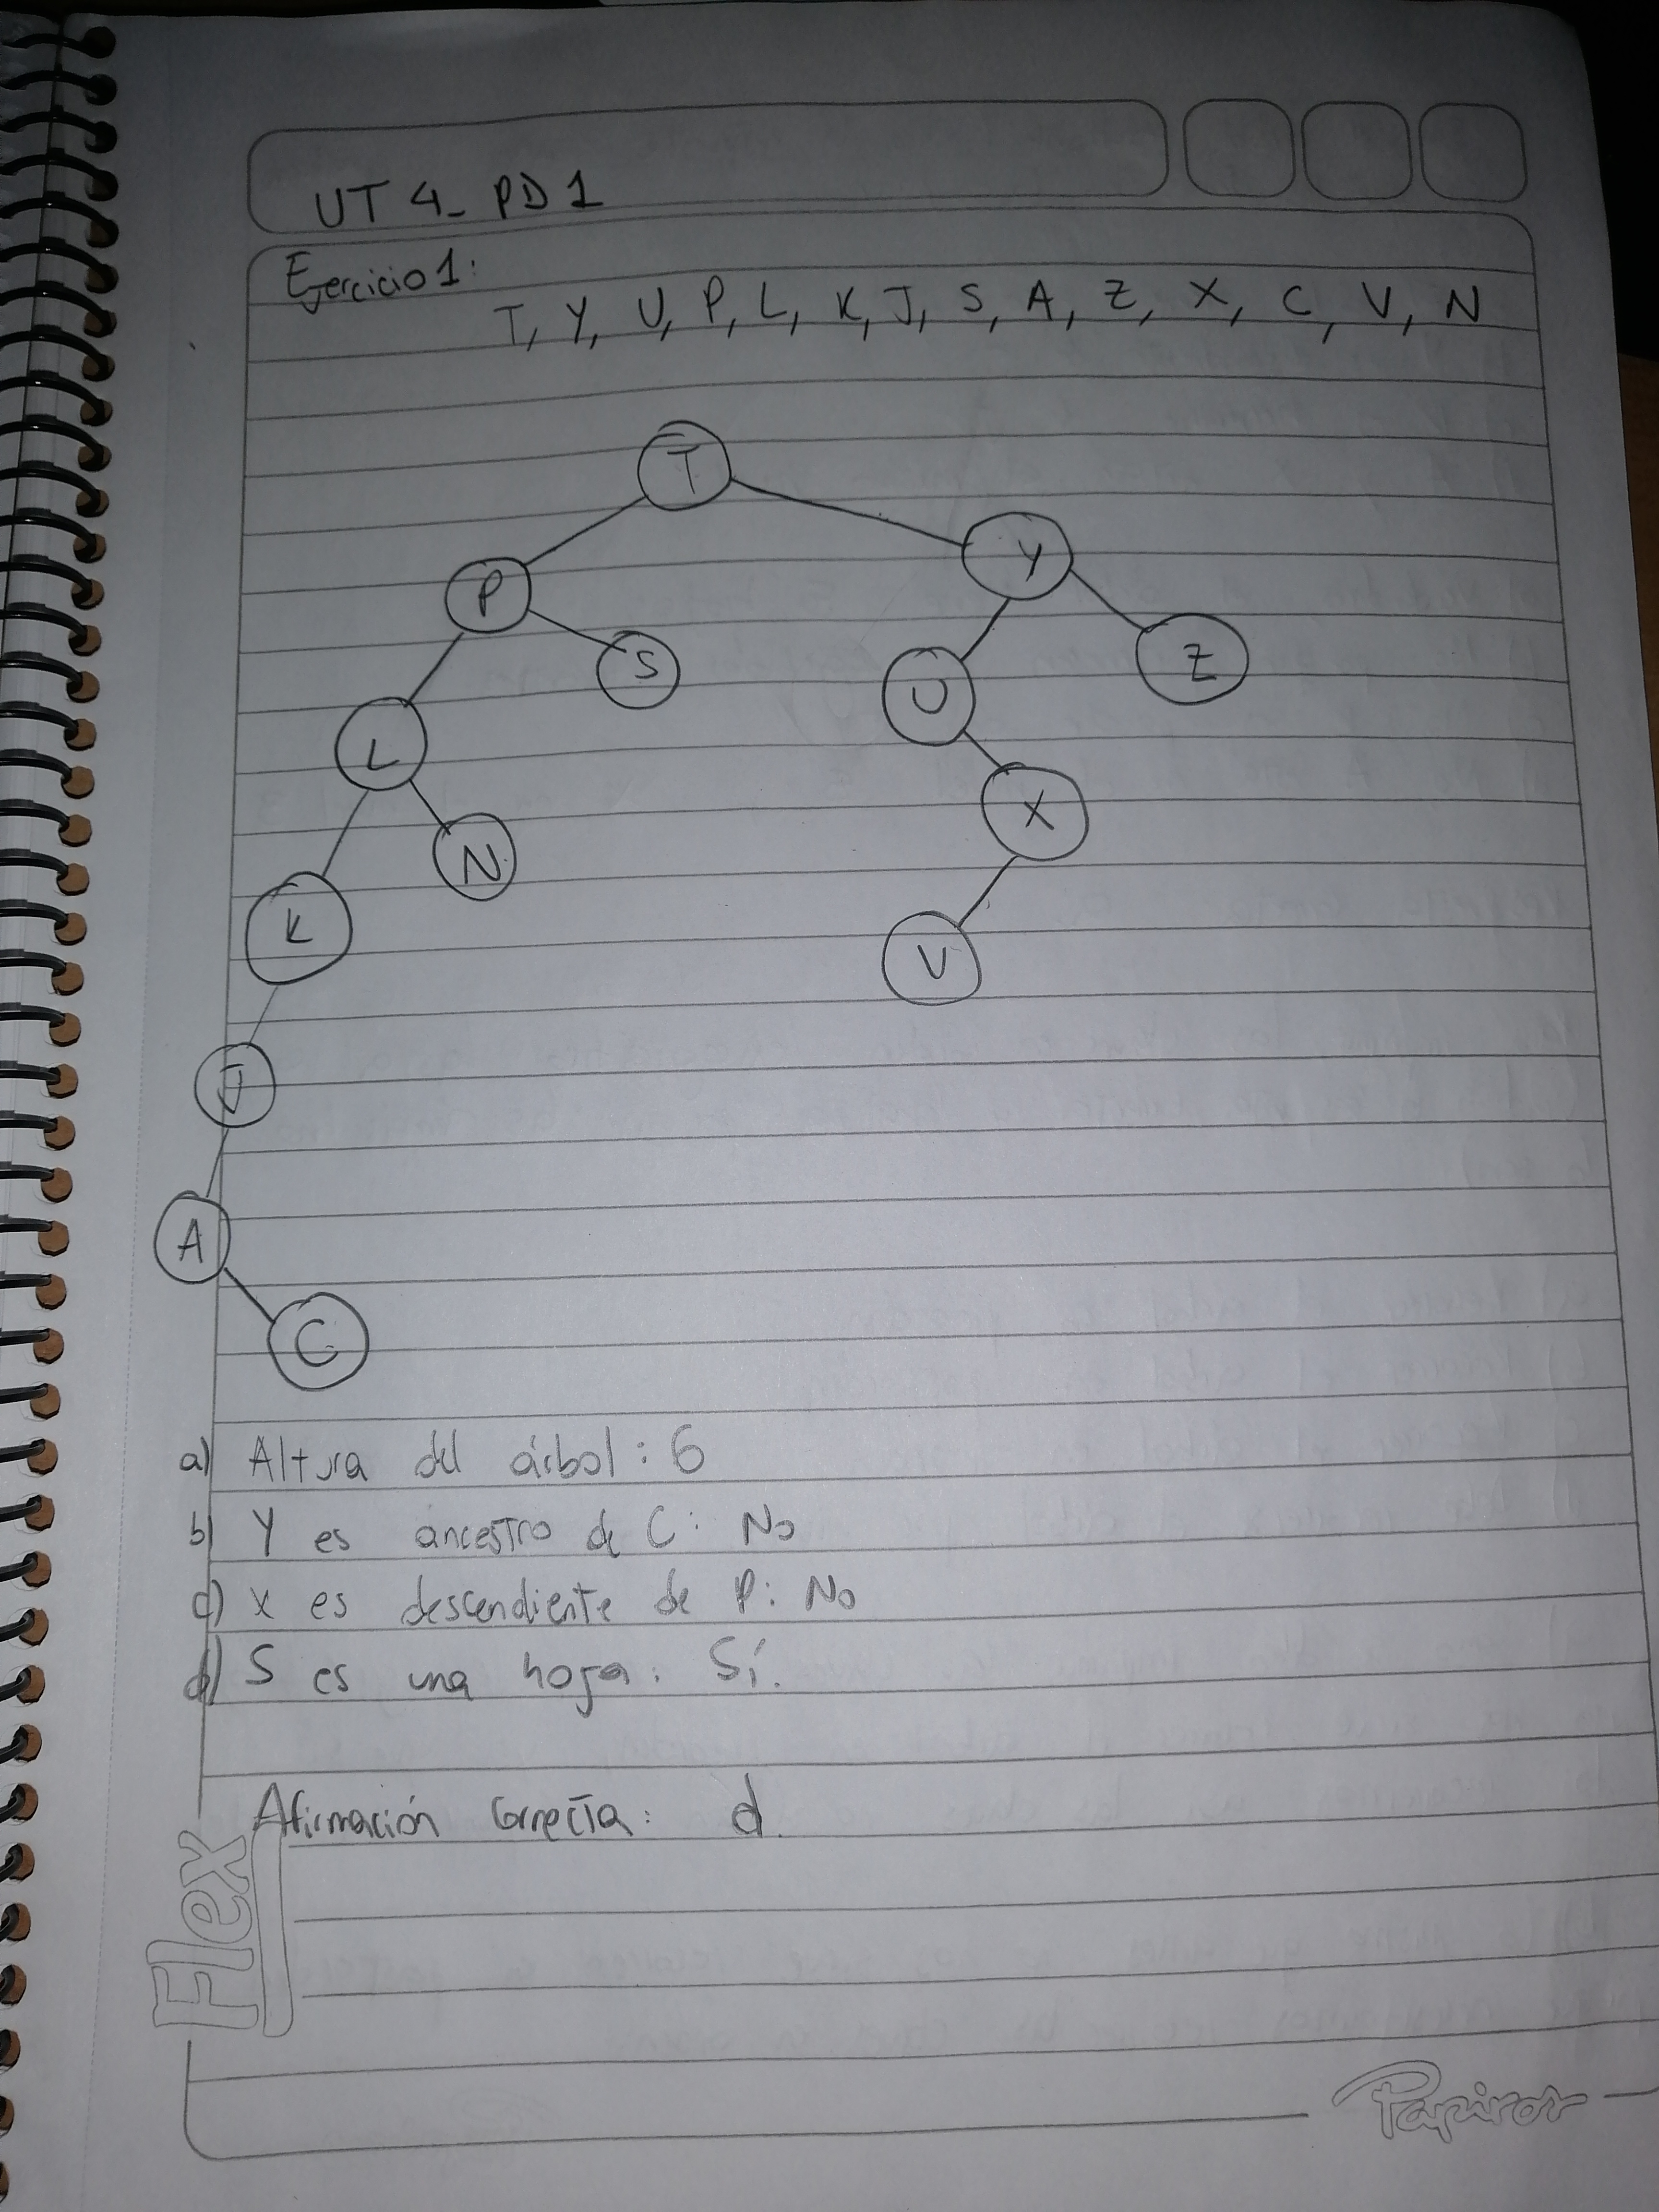 UT 4_ PD 1
Ejercicio 1:
T, Y, U, P, L, K, J, S, A, Z, X, C, V, N
T
P Y
S Z
L U
N X
K V
J
A
C
a) Altura del árbol: 6
b) Y es ancestro de C: No
c) X es descendiente de P: No
d) S es una hoja: Sí.
Afirmación correcta: d.
Flex
Papiros